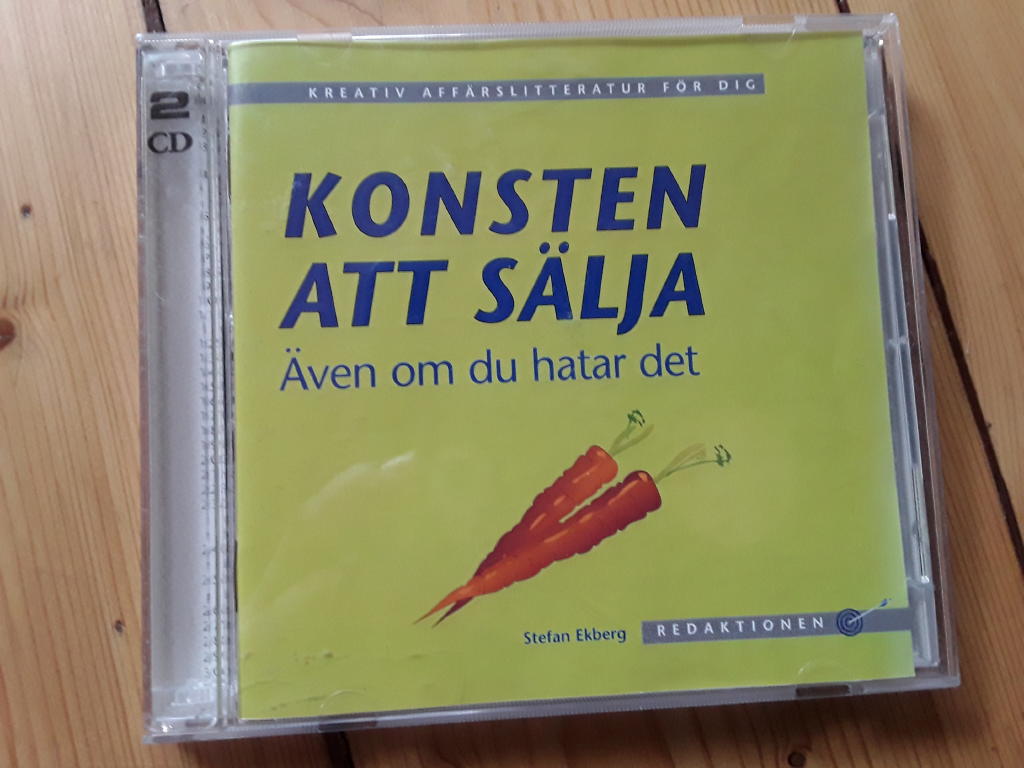 2
CD
KREATIV AFFÄRSLITTERATUR FÖR DIG
KONSTEN
ATT SÄLJA
Även om du hatar det
Stefan Ekberg
REDAKTIONEN